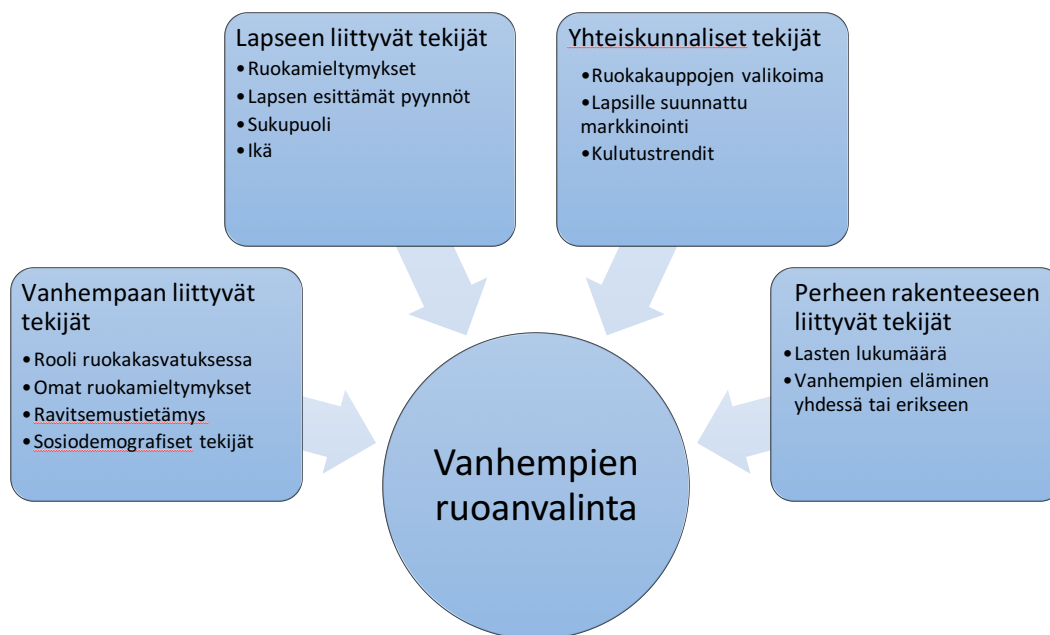 Lapseen liittyvät tekijät
•Ruokamieltymykset
•Lapsen esittämät pyynnöt
•Sukupuoli
•Ikä
Yhteiskunnaliset tekijät
•Ruokakauppojen valikoima
•Lapsille suunnattu
markkinointi
•Kulutustrendit
Vanhempaan liittyvät
tekijät
•Rooli ruokakasvatuksessa
•Omat ruokamieltymykset
•Ravitsemustietämys
•Sosiodemografiset tekijät
Perheen rakenteeseen
liittyvät tekijät
•Lasten lukumäärä
•Vanhempien eläminen
yhdessä tai erikseen
Vanhempien
ruoanvalinta